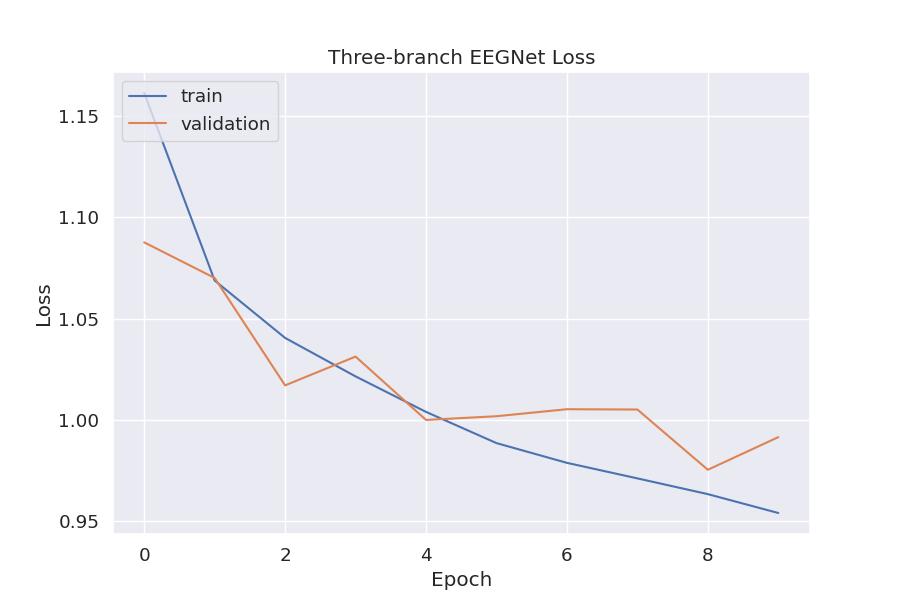 Three-branch EEGNet Loss
train
validation
1.15
1.10
1.05
1.00
0.95
Loss
0 2 4 6 8
Epoch